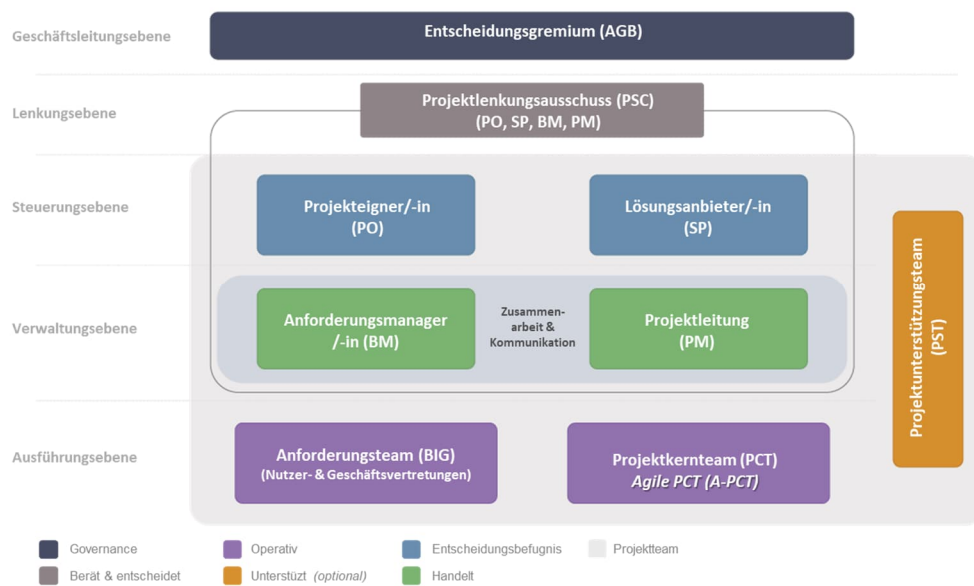 Geschäftsleitungsebene
Entscheidungsgremium (AGB)
Lenkungsebene
Projektlenkungsausschuss (PSC)
(PO, SP, BM, PM)
Steuerungsebene
Projekteigner/-in
(PO)
Lösungsanbieter/-in
(SP)
Verwaltungsebene
Anforderungsmanager
/-in (BM)
Zusammen-
arbeit &
Kommunikation
Projektleitung
(PM)
Projektunterstützungsteam
(PST)
Ausführungsebene
Anforderungsteam (BIG)
(Nutzer- & Geschäftsvertretungen)
Projektkernteam (PCT)
Agile PCT (A-PCT)
Governance
Operativ
Entscheidungsbefugnis
Projektteam
Berät & entscheidet
Unterstüzt (optional)
Handelt